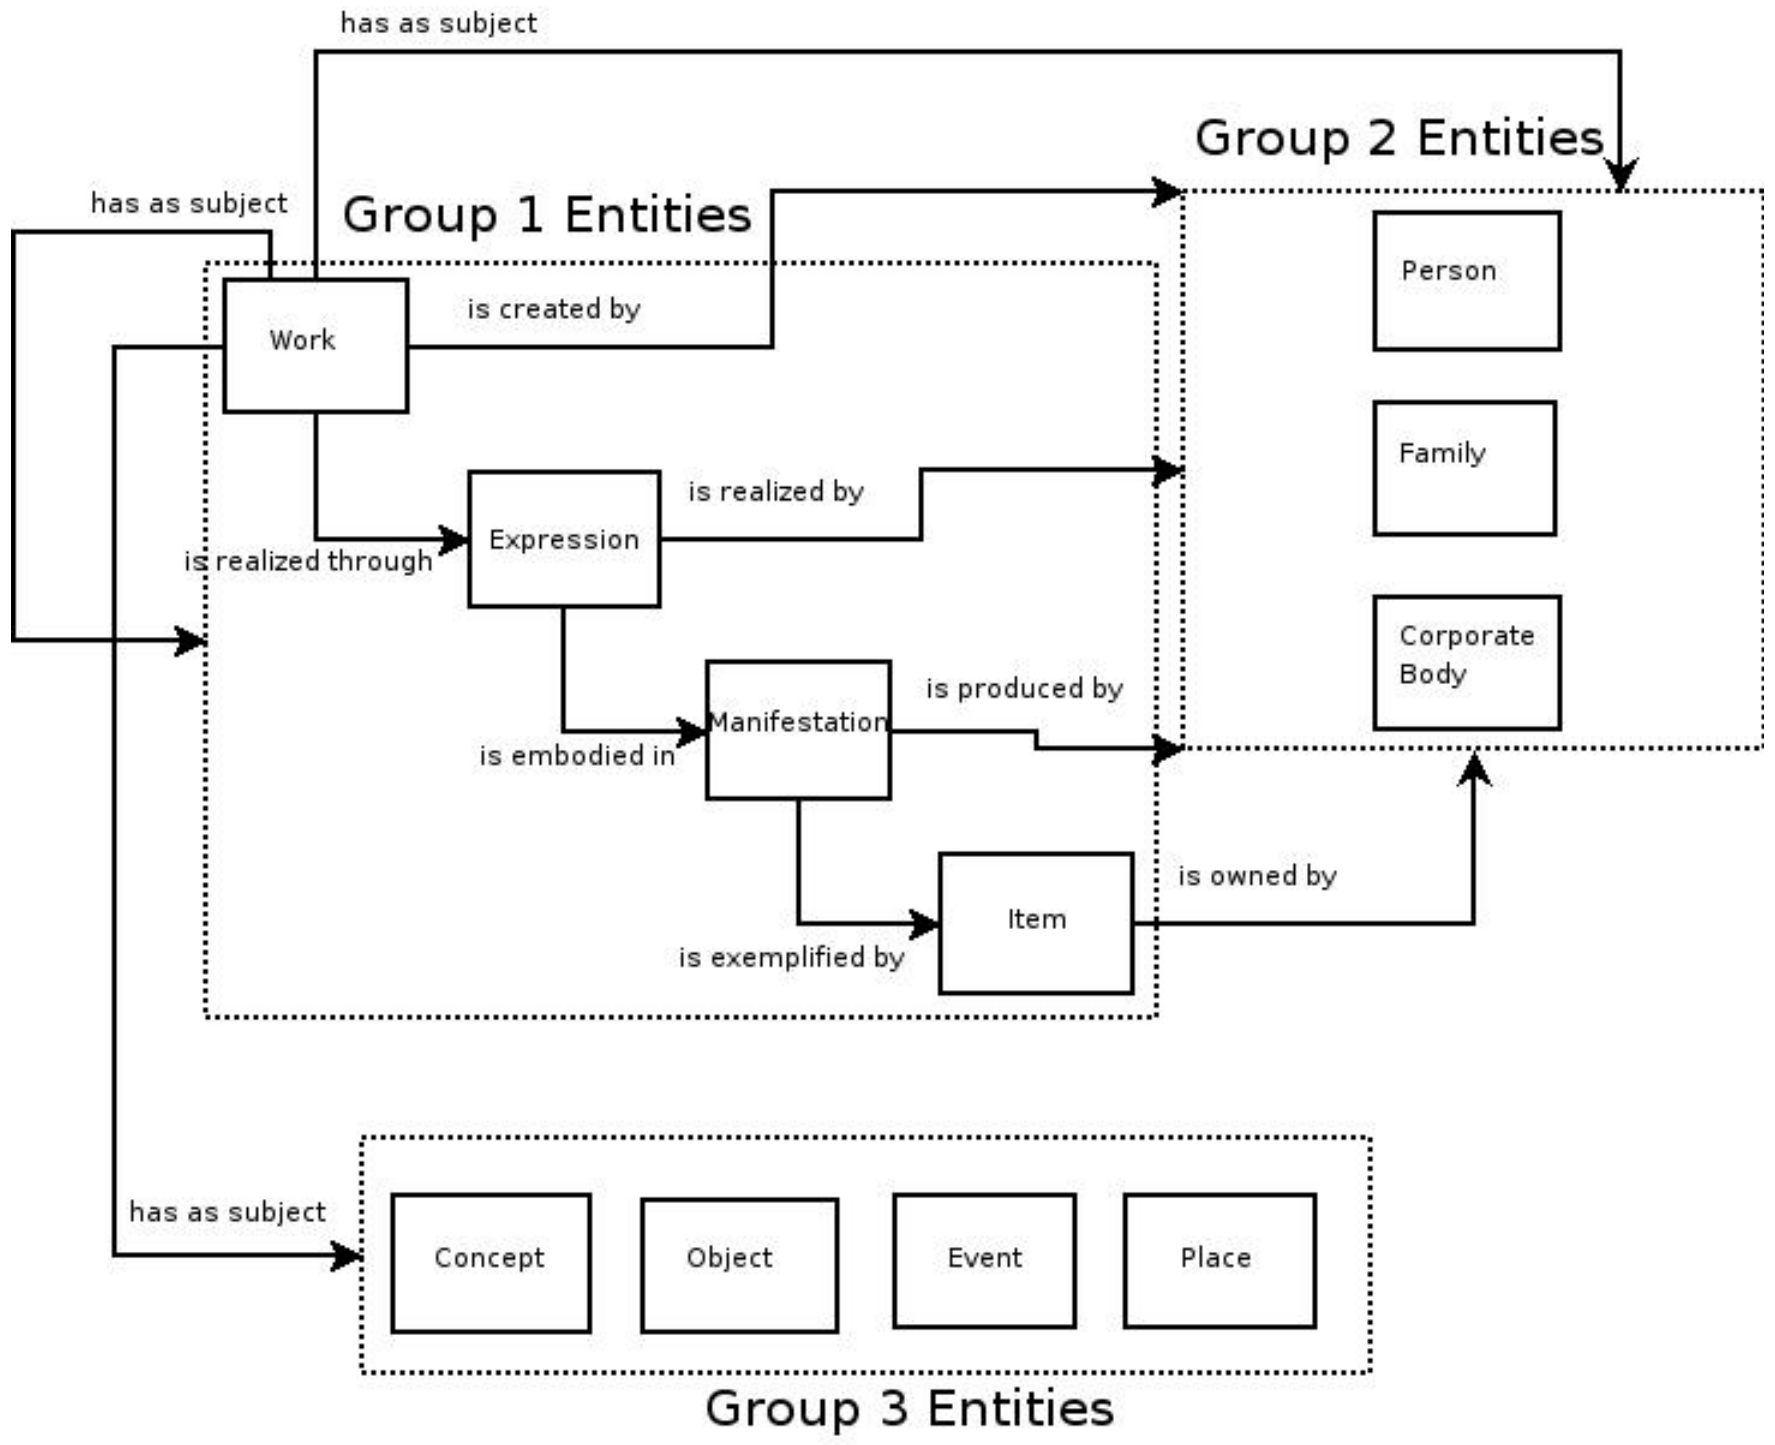 has as subject
Group 2 Entities
has as subject
Group 1 Entities
is created by
Work
Person
Family
is realized by
Expression
is realized through
Corporate
Body
is produced by
Manifestation
is embodied in
is owned by
Item
is exemplified by
has as subject
Concept
Object
Event
Place
Group 3 Entities